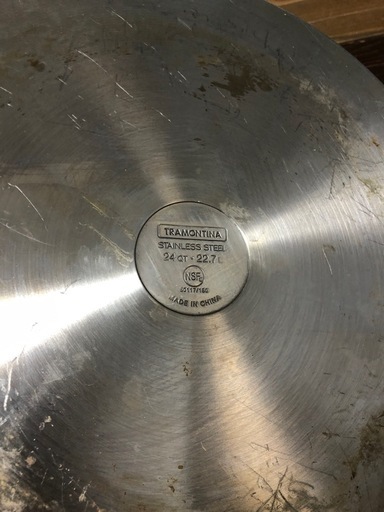 TRAMONTINA
STAINLESS STEEL
24 QT • 22.7 L
NSF
MADE IN CHINA